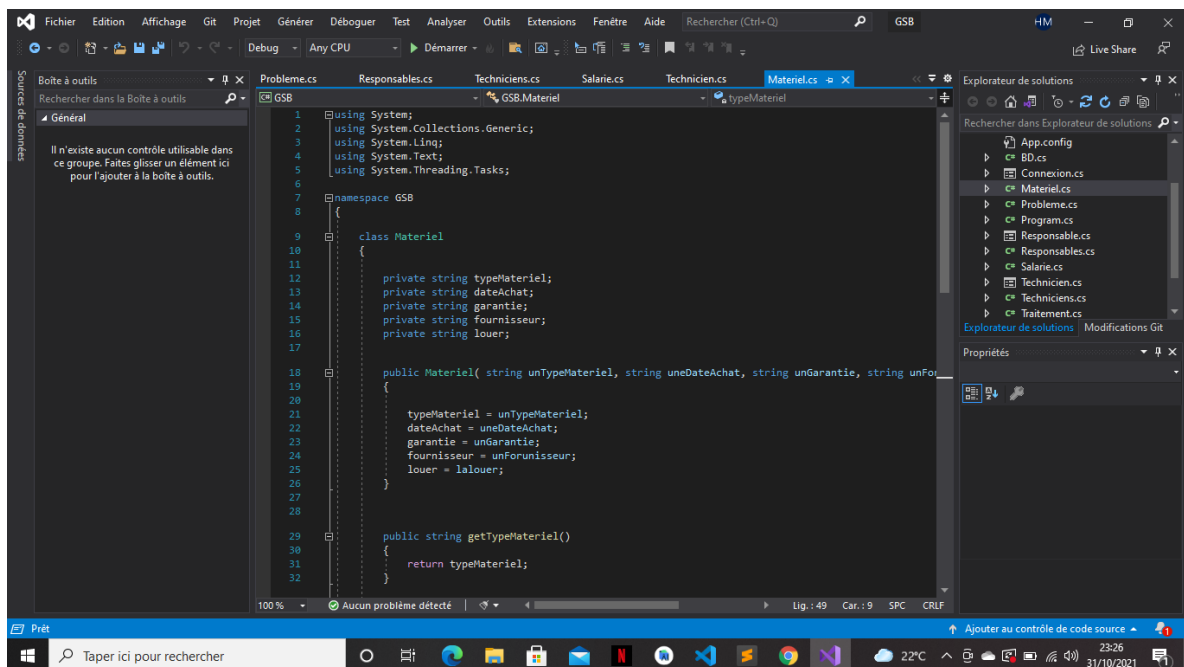 Fichier Edition Affichage Git Projet Générer Déboguer Test Analyser Outils Extensions Fenêtre Aide Rechercher (Ctrl+Q) GSB HM
Debug Any CPU Démarrer Live Share
Sources de données
Boîte à outils
Rechercher dans la Boîte à outils
Général
Il n'existe aucun contrôle utilisable dans
ce groupe. Faites glisser un élément ici
pour l'ajouter à la boîte à outils.
Probleme.cs Responsables.cs Techniciens.cs Salarie.cs Technicien.cs Materiel.cs
GSB GSB.Materiel typeMateriel
1 using System;
2 using System.Collections.Generic;
3 using System.Linq;
4 using System.Text;
5 using System.Threading.Tasks;
6
7 namespace GSB
8 {
9 class Materiel
10 {
11
12 private string typeMateriel;
13 private string dateAchat;
14 private string garantie;
15 private string fournisseur;
16 private string louer;
17
18 public Materiel( string unTypeMateriel, string uneDateAchat, string unGarantie, string unFo
19 {
20
21 typeMateriel = unTypeMateriel;
22 dateAchat = uneDateAchat;
23 garantie = unGarantie;
24 fournisseur = unForunisseur;
25 louer = lalouer;
26 }
27
28
29 public string getTypeMateriel()
30 {
31 return typeMateriel;
32 }
100 % Aucun problème détecté Lig. : 49 Car. : 9 SPC CRLF
Explorateur de solutions
Rechercher dans Explorateur de solutions
App.config
C# BD.cs
Connexion.cs
C# Materiel.cs
C# Probleme.cs
C# Program.cs
Responsable.cs
C# Responsables.cs
C# Salarie.cs
Technicien.cs
C# Techniciens.cs
C# Traitement.cs
Explorateur de solutions Modifications Git
Propriétés
Prêt Ajouter au contrôle de code source 1
Taper ici pour rechercher 22°C 23:26
31/10/2021